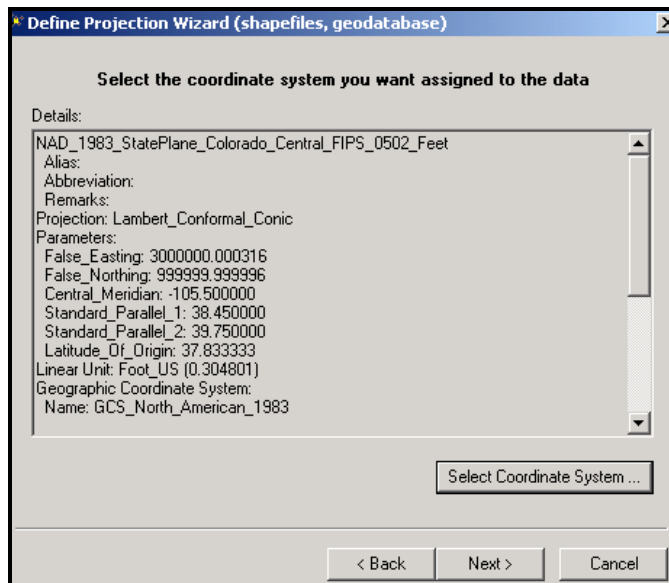 Define Projection Wizard (shapefiles, geodatabase)
Select the coordinate system you want assigned to the data
Details:
NAD_1983_StatePlane_Colorado_Central_FIPS_0502_Feet
Alias:
Abbreviation:
Remarks:
Projection: Lambert_Conformal_Conic
Parameters:
False_Easting: 3000000.000316
False_Northing: 999999.999996
Central_Meridian: -105.500000
Standard_Parallel_1: 38.450000
Standard_Parallel_2: 39.750000
Latitude_Of_Origin: 37.833333
Linear Unit: Foot_US (0.304801)
Geographic Coordinate System:
Name: GCS_North_American_1983
Select Coordinate System ...
< Back Next > Cancel